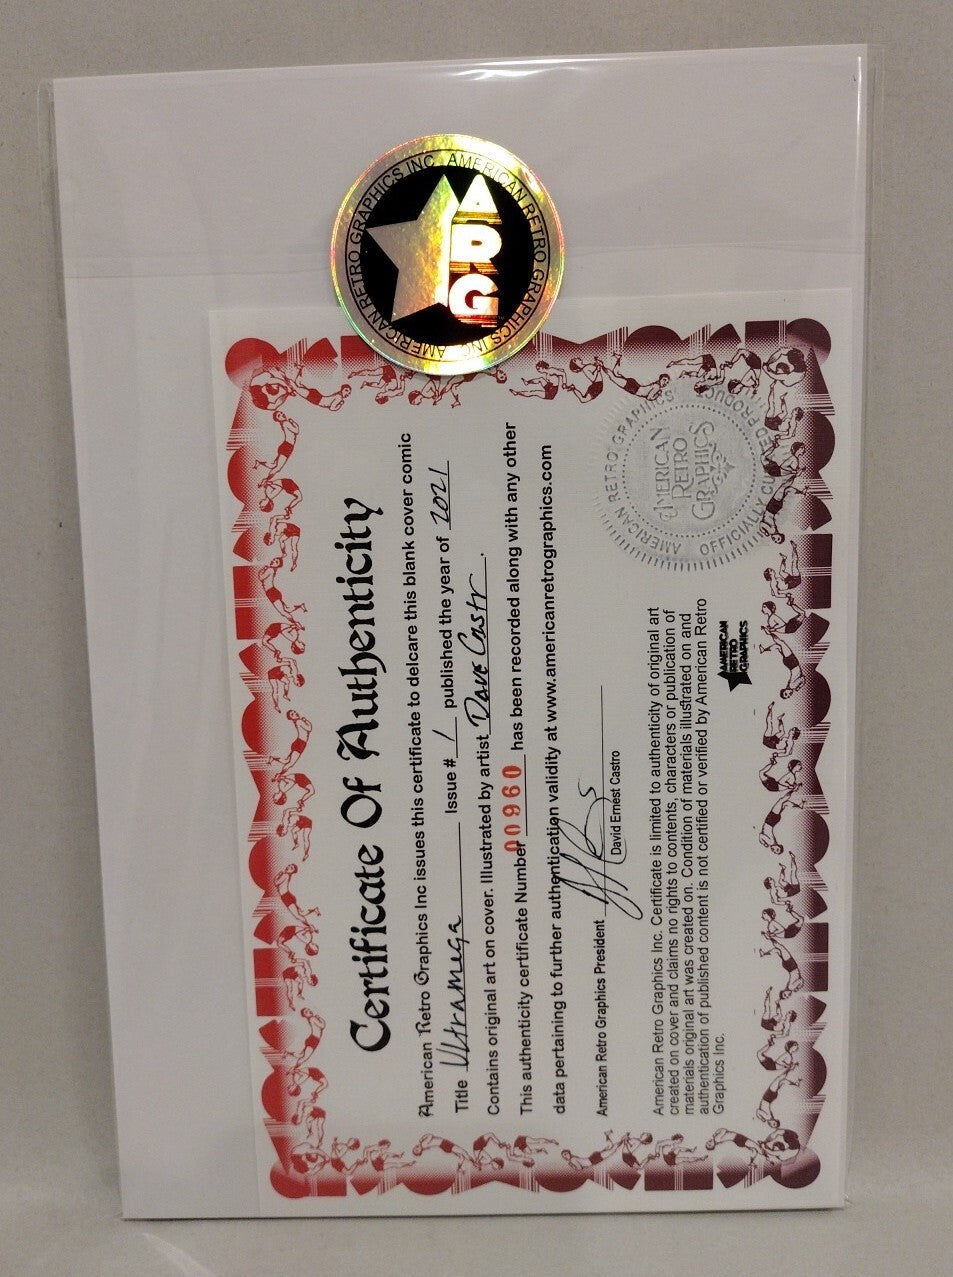 AMERICAN RETRO GRAPHICS INC. AMERICAN RETRO GRAPHICS INC.
ARG
Certificate Of Authenticity
American Retro Graphics Inc issues this certificate to delcare this blank cover comic
Title Ultramega Issue # 1 published the year of 2021
Contains original art on cover. Illustrated by artist Dave Castr.
This authenticity certificate Number 00960 has been recorded along with any other
data pertaining to further authentication validity at www.americanretrographics.com
American Retro Graphics President
David Ernest Castro
American Retro Graphics Inc. Certificate is limited to authenticity of original art
created on cover and claims no rights to contents, characters or publication of
materials original art was created on. Condition of materials illustrated on and
authentication of published content is not certified or verified by American Retro
Graphics Inc.
AMERICAN
RETRO
GRAPHICS
AMERICAN RETRO GRAPHICS'
OFFICIALLY PRODUCT
AMERICAN
RETRO
GRAPHICS